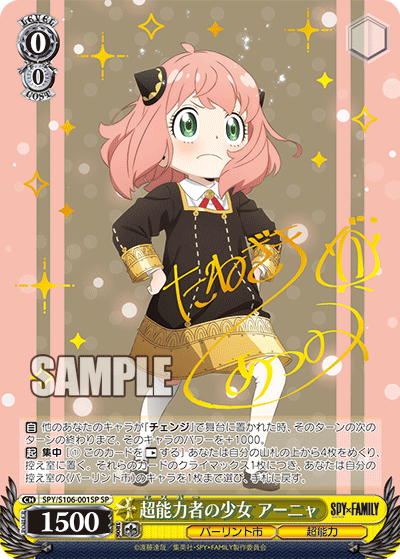 LEVEL
0
0
COST
たねざき
あつみ
SAMPLE
自 他のあなたのキャラが「チェンジ」で舞台に置かれた時、そのターンの次の
ターンの終わりまで、そのキャラのパワーを+1000。
起 集中 [① このカードを する] あなたは自分の山札の上から4枚をめくり、
控え室に置く。それらのカードのクライマックス1枚につき、あなたは自分の
控え室の《バーリント市》のキャラを1枚まで選び、手札に戻す。
CH SPY/S106-001SP SP
1500
超能力者の少女 アーニャ
SPY×FAMILY
バーリント市
超能力
©遠藤達哉/集英社・SPY×FAMILY製作委員会